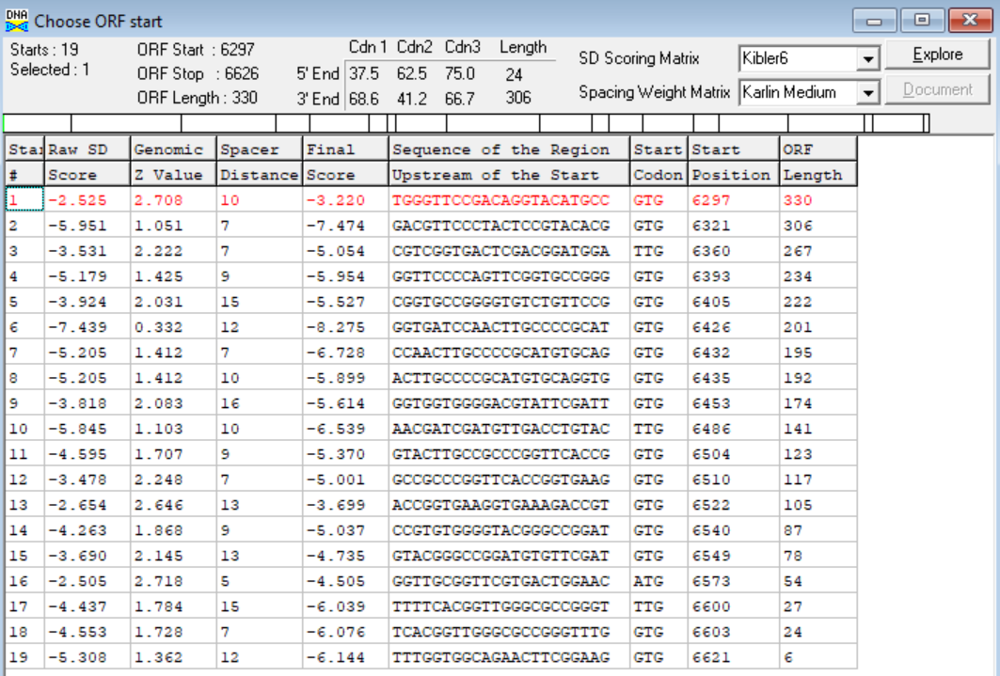 DNA Choose ORF start
Starts : 19 ORF Start : 6297 Cdn 1 Cdn2 Cdn3 Length SD Scoring Matrix Kibler6 Explore
Selected : 1 ORF Stop : 6626 5' End 37.5 62.5 75.0 24
ORF Length : 330 3' End 68.6 41.2 66.7 306 Spacing Weight Matrix Karlin Medium Document
Star Raw SD Genomic Spacer Final Sequence of the Region Start Start ORF
# Score Z Value Distance Score Upstream of the Start Codon Position Length
1 -2.525 2.708 10 -3.220 TGGGTTCCGACAGGTACATGCC GTG 6297 330
2 -5.951 1.051 7 -7.474 GACGTTCCCTACTCCGTACACG GTG 6321 306
3 -3.531 2.222 7 -5.054 CGTCGGTGACTCGACGGATGGA TTG 6360 267
4 -5.179 1.425 9 -5.954 GGTTCCCCAGTTCGGTGCCGGG GTG 6393 234
5 -3.924 2.031 15 -5.527 CGGTGCCGGGGTGTCTGTTCCG GTG 6405 222
6 -7.439 0.332 12 -8.275 GGTGATCCAACTTGCCCCGCAT GTG 6426 201
7 -5.205 1.412 7 -6.728 CCAACTTGCCCCGCATGTGCAG GTG 6432 195
8 -5.205 1.412 10 -5.899 ACTTGCCCCGCATGTGCAGGTG GTG 6435 192
9 -3.818 2.083 16 -5.614 GGTGGTGGGGACGTATTCGATT GTG 6453 174
10 -5.845 1.103 10 -6.539 AACGATCGATGTTGACCTGTAC TTG 6486 141
11 -4.595 1.707 9 -5.370 GTACTTGCCGCCCGGTTCACCG GTG 6504 123
12 -3.478 2.248 7 -5.001 GCCGCCCGGTTCACCGGTGAAG GTG 6510 117
13 -2.654 2.646 13 -3.699 ACCGGTGAAGGTGAAAGACCGT GTG 6522 105
14 -4.263 1.868 9 -5.037 CCGTGTGGGGTACGGGCCGGAT GTG 6540 87
15 -3.690 2.145 13 -4.735 GTACGGGCCGGATGTGTTCGAT GTG 6549 78
16 -2.505 2.718 5 -4.505 GGTTGCGGTTCGTGACTGGAAC ATG 6573 54
17 -4.437 1.784 15 -6.039 TTTTCACGGTTGGGCGCCGGGT TTG 6600 27
18 -4.553 1.728 7 -6.076 TCACGGTTGGGCGCCGGGTTTG GTG 6603 24
19 -5.308 1.362 12 -6.144 TTTGGTGGCAGAACTTCGGAAG GTG 6621 6